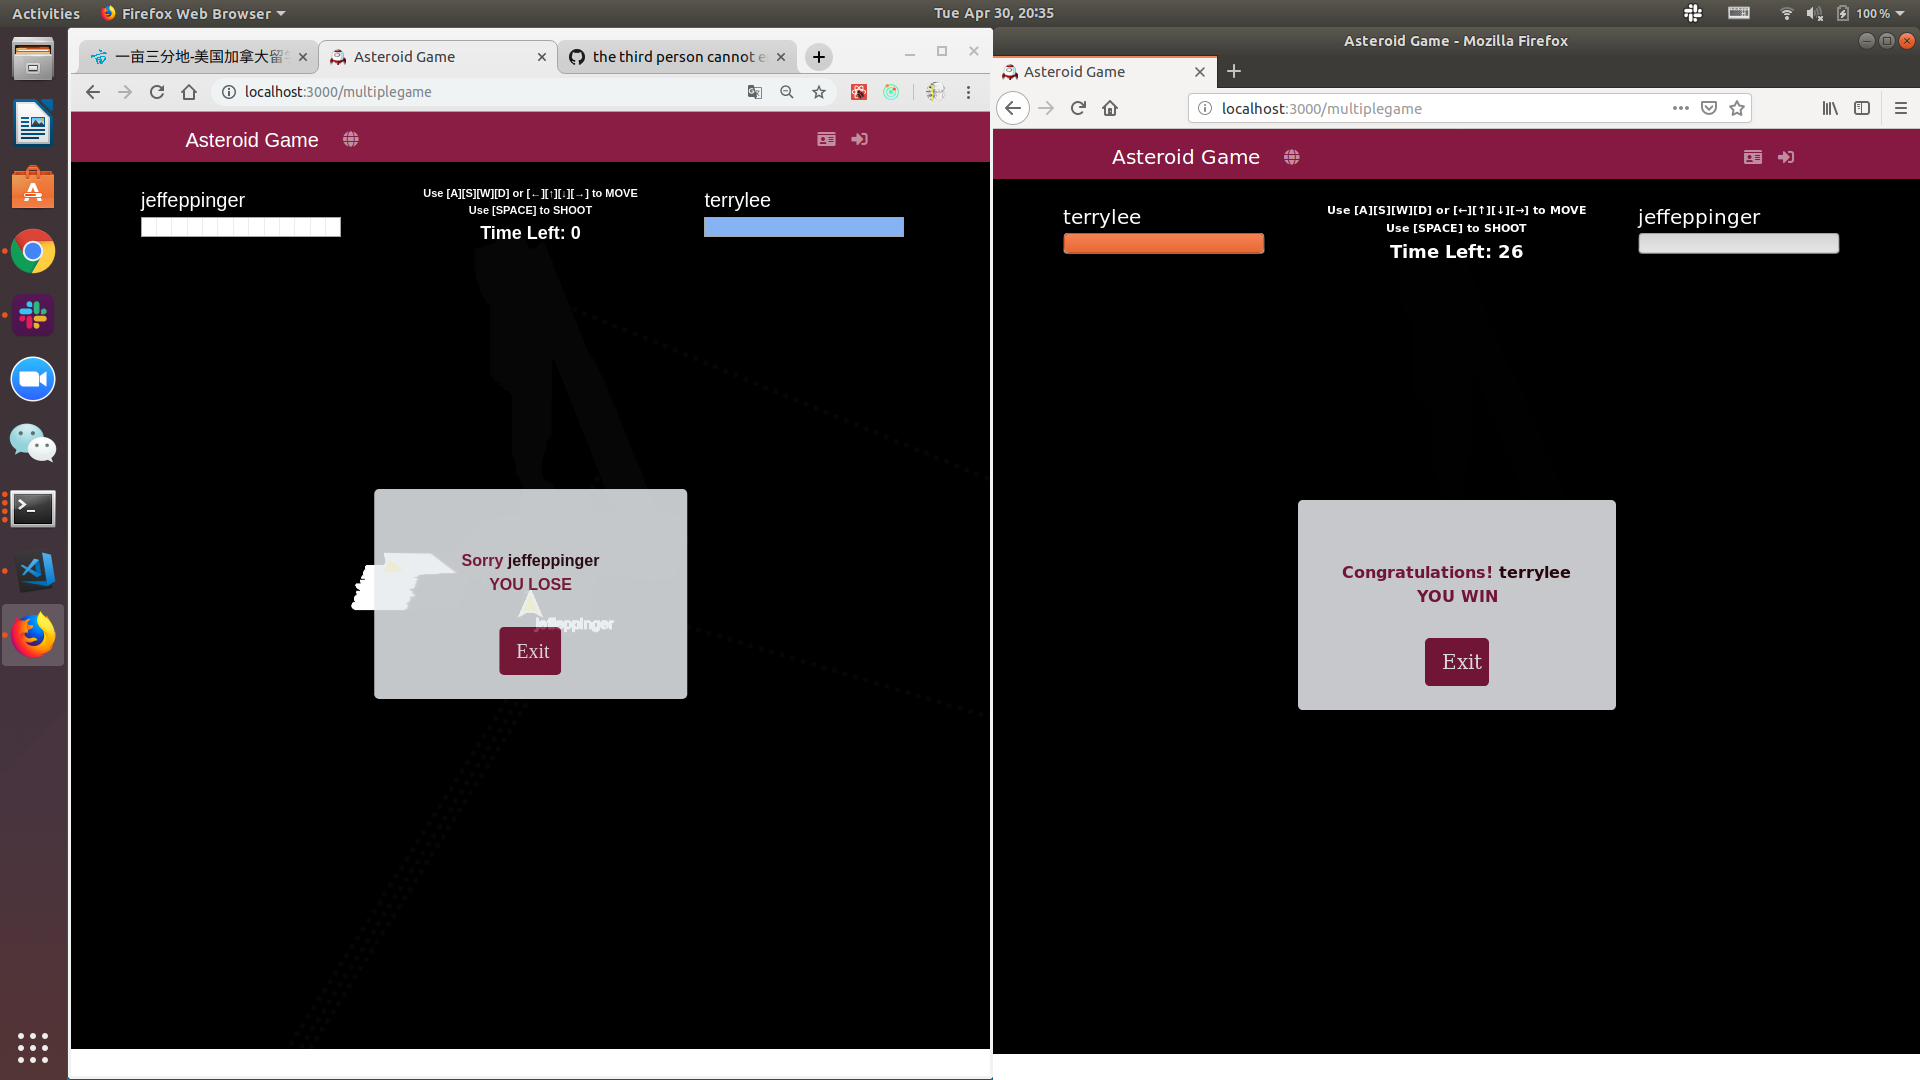 Activities
Firefox Web Browser
Tue Apr 30, 20:35
100 %
一亩三分地-美国加拿大留
Asteroid Game
the third person cannot e
localhost:3000/multiplegame
Asteroid Game
jeffeppinger
Use [A][S][W][D] or [←][↑][↓][→] to MOVE
Use [SPACE] to SHOOT
Time Left: 0
terrylee
Sorry jeffeppinger
YOU LOSE
jeffeppinger
Exit
Asteroid Game - Mozilla Firefox
Asteroid Game
localhost:3000/multiplegame
Asteroid Game
terrylee
Use [A][S][W][D] or [←][↑][↓][→] to MOVE
Use [SPACE] to SHOOT
Time Left: 26
jeffeppinger
Congratulations! terrylee
YOU WIN
Exit